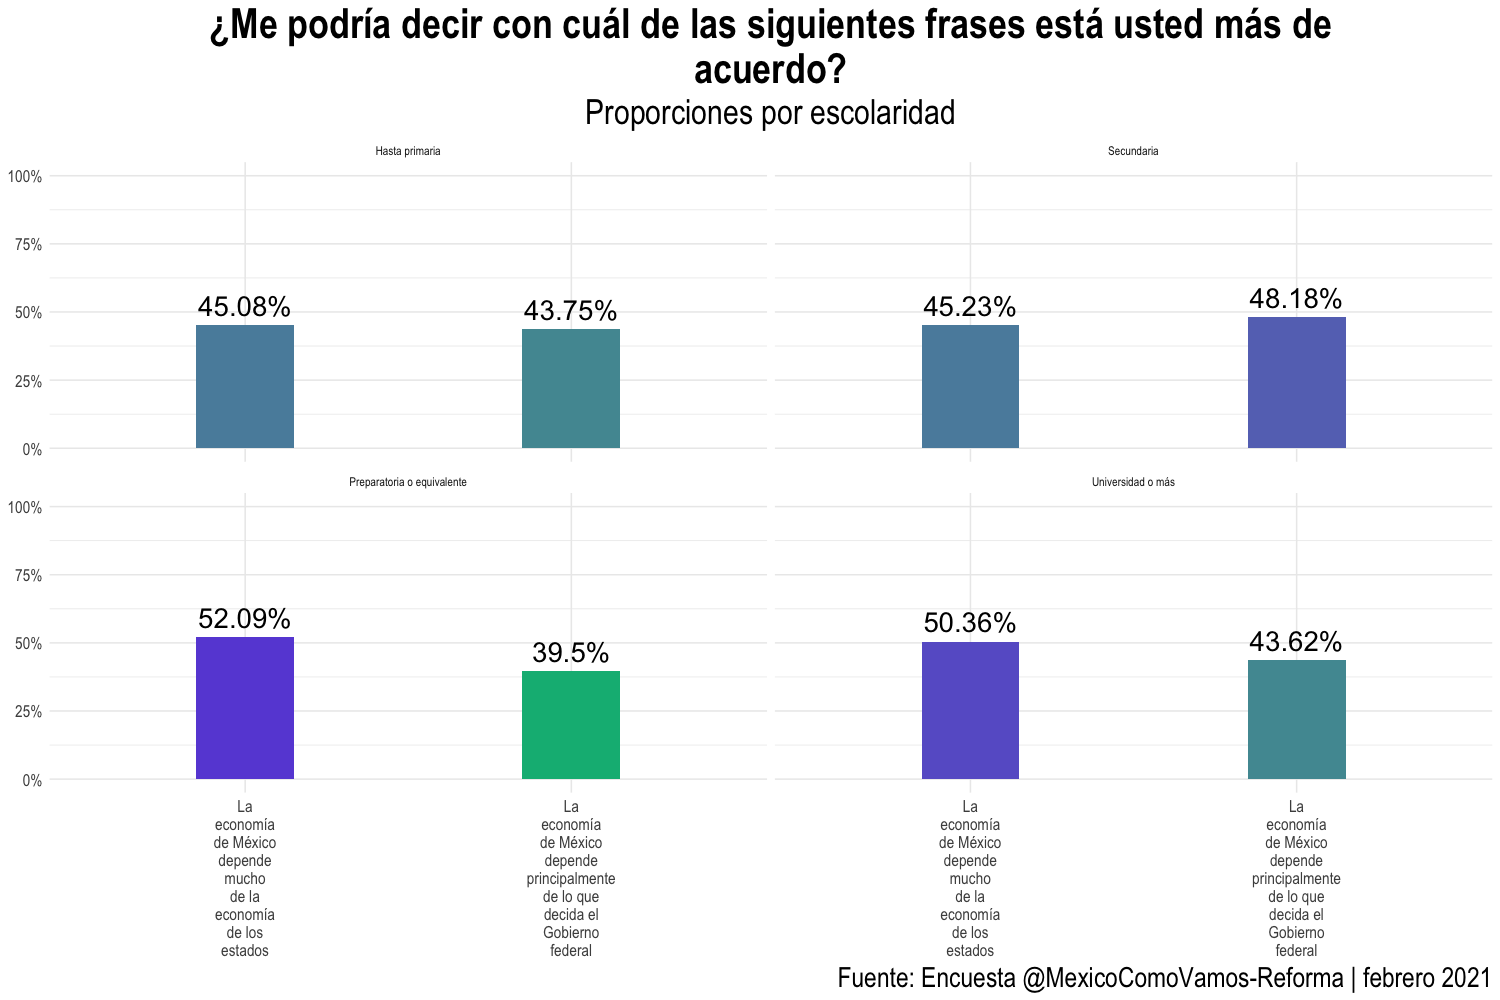 ¿Me podría decir con cuál de las siguientes frases está usted más de
acuerdo?
Proporciones por escolaridad
Hasta primaria
100%
75%
50%
25%
0%
45.08%
43.75%
Secundaria
45.23%
48.18%
Preparatoria o equivalente
100%
75%
50%
25%
0%
52.09%
39.5%
Universidad o más
50.36%
43.62%
La
economía
de México
depende
mucho
de la
economía
de los
estados
La
economía
de México
depende
principalmente
de lo que
decida el
Gobierno
federal
La
economía
de México
depende
mucho
de la
economía
de los
estados
La
economía
de México
depende
principalmente
de lo que
decida el
Gobierno
federal
Fuente: Encuesta @MexicoComoVamos-Reforma | febrero 2021